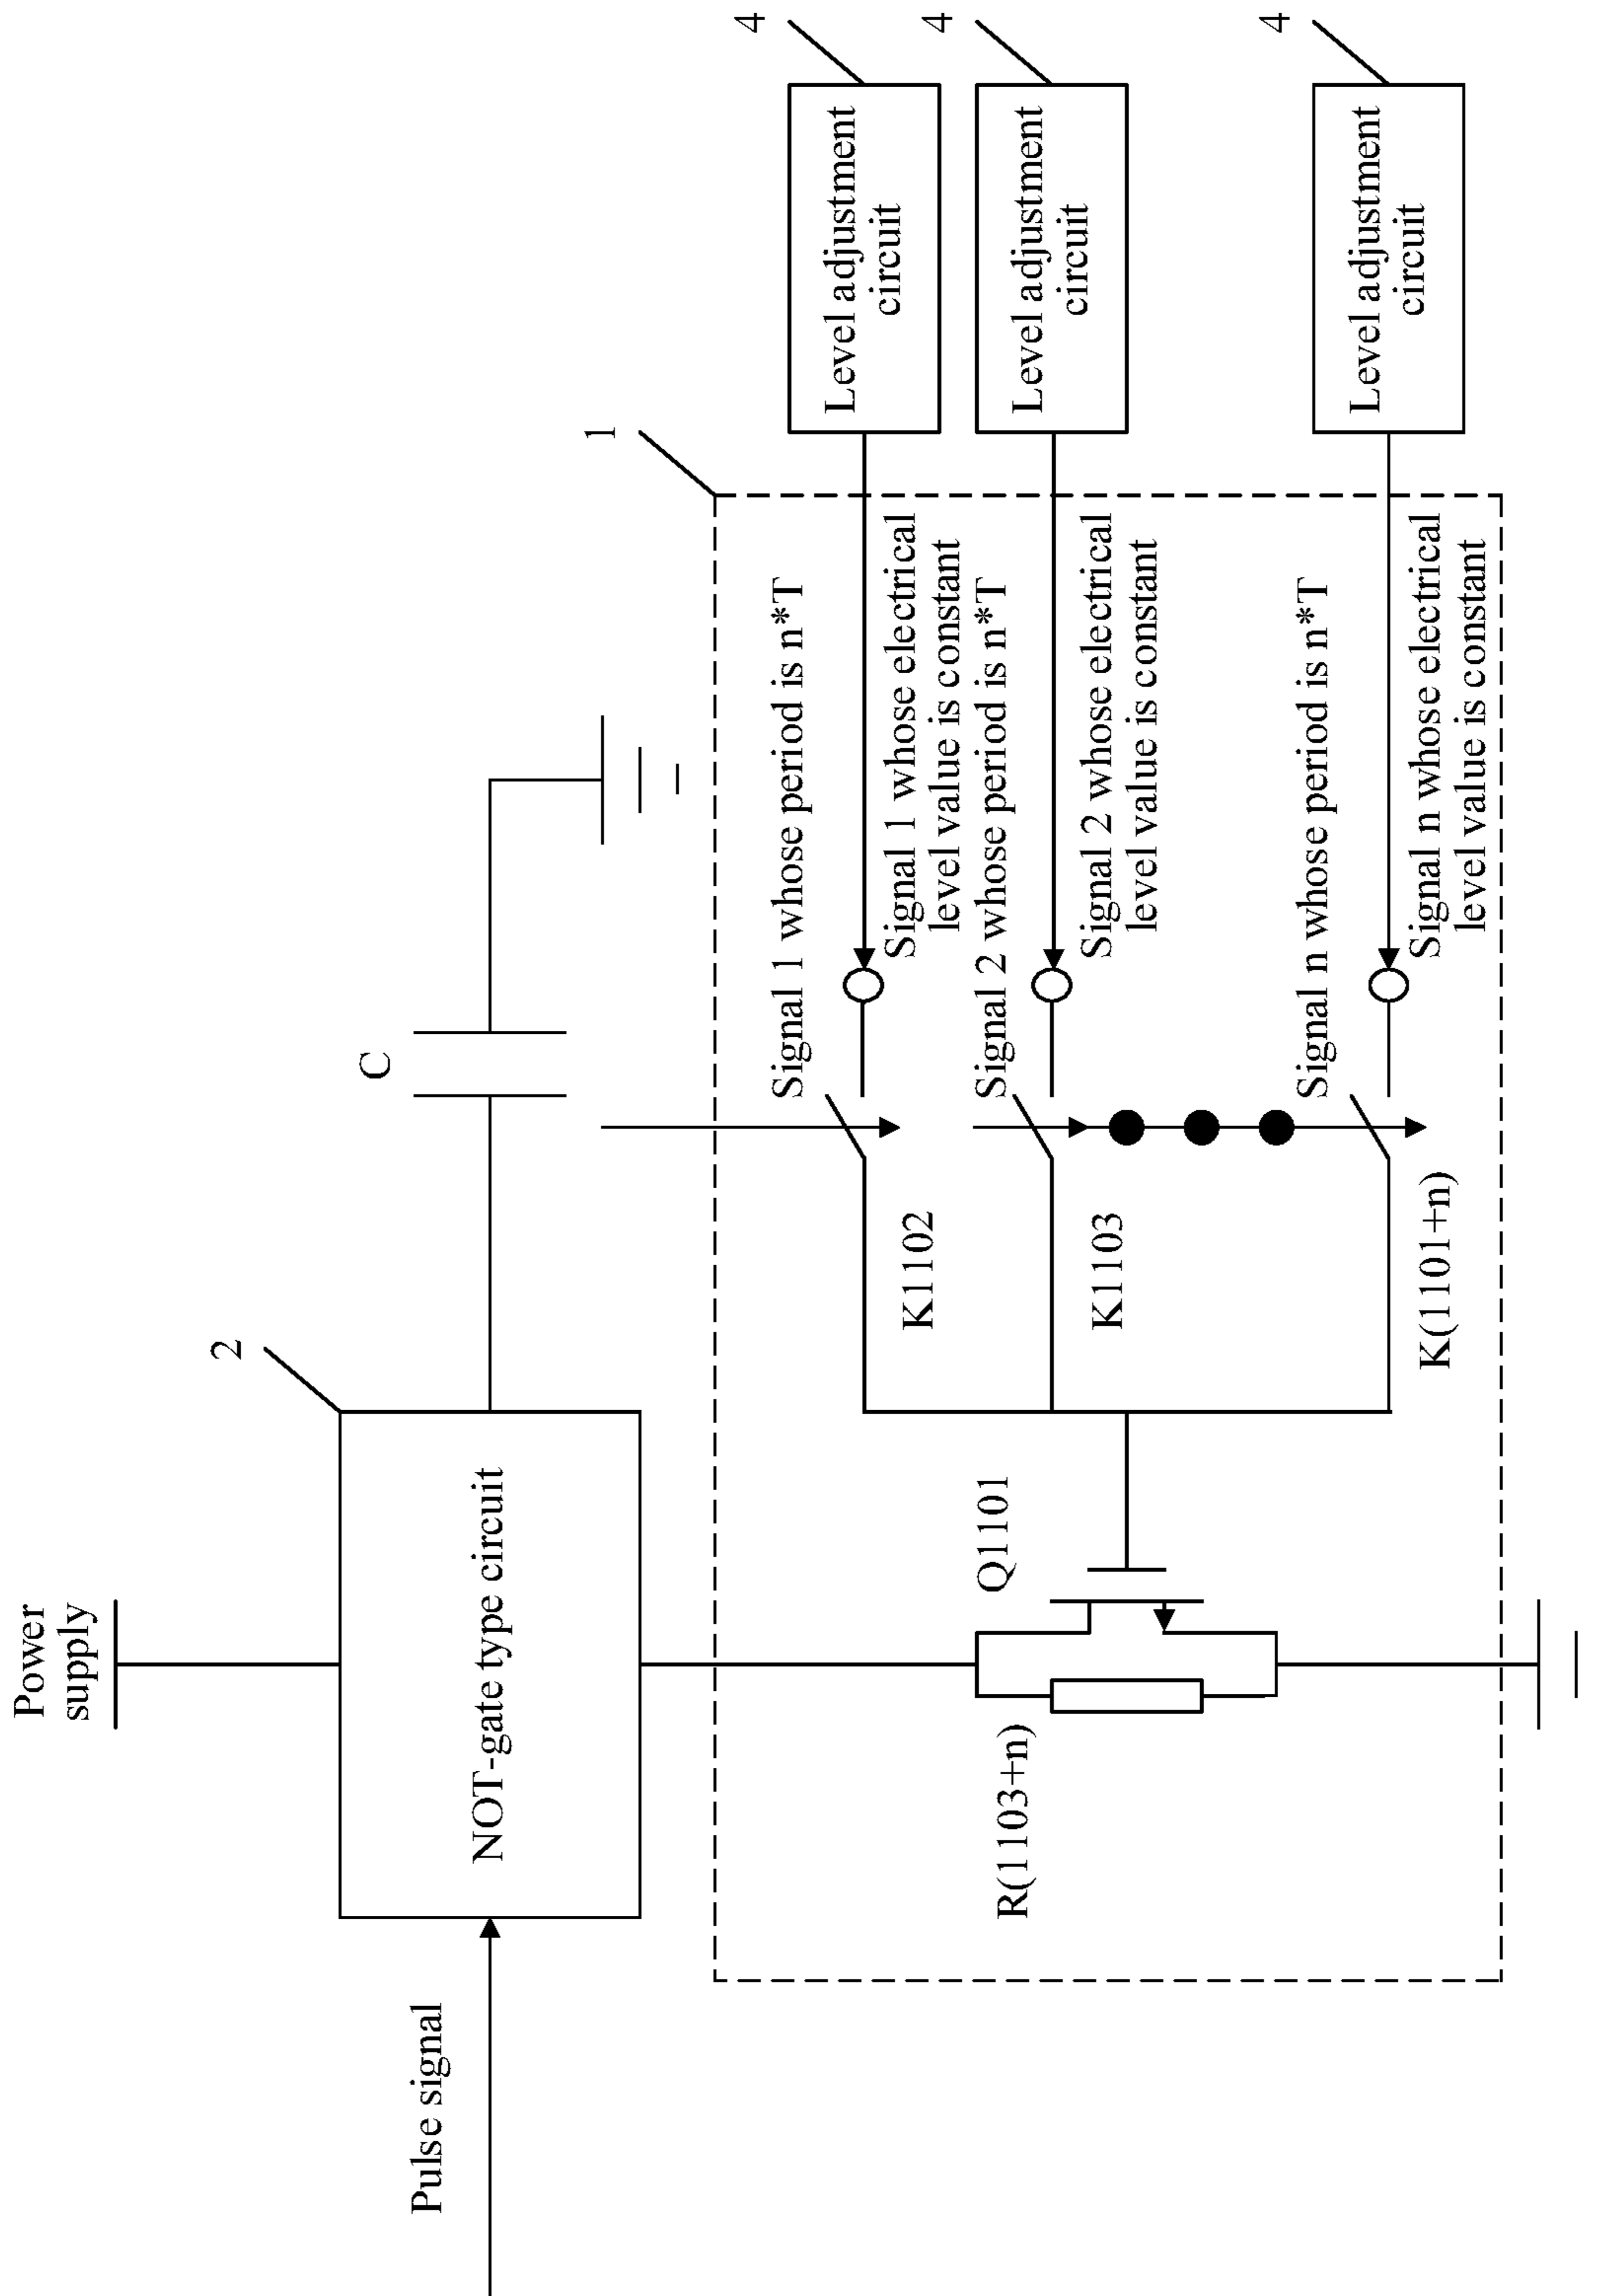 Power
supply
2
NOT-gate type circuit
Pulse signal
C
1
Signal 1 whose period is n*T
K1102
Signal 1 whose electrical
level value is constant
Level adjustment
circuit
4
Signal 2 whose period is n*T
K1103
Signal 2 whose electrical
level value is constant
Level adjustment
circuit
4
Signal n whose period is n*T
K(1101+n)
Signal n whose electrical
level value is constant
Level adjustment
circuit
4
Q1101
R(1103+n)